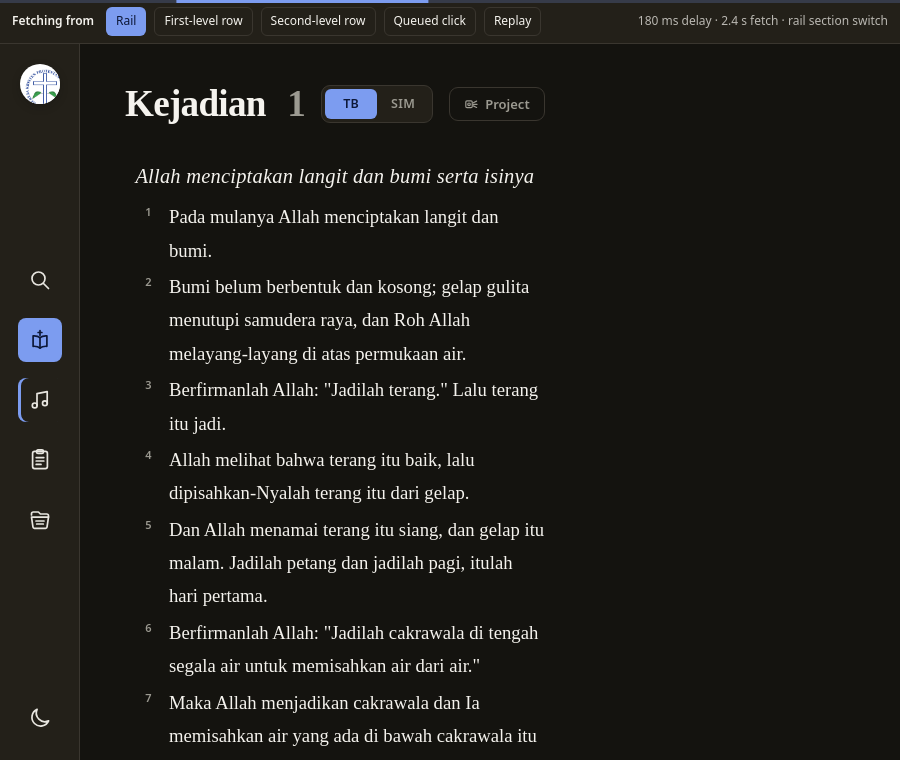 Fetching from Rail First-level row Second-level row Queued click Replay 180 ms delay · 2.4 s fetch · rail section switch
Kejadian 1 TB SIM Project
Allah menciptakan langit dan bumi serta isinya
1 Pada mulanya Allah menciptakan langit dan
bumi.
2 Bumi belum berbentuk dan kosong; gelap gulita
menutupi samudera raya, dan Roh Allah
melayang-layang di atas permukaan air.
3 Berfirmanlah Allah: "Jadilah terang." Lalu terang
itu jadi.
4 Allah melihat bahwa terang itu baik, lalu
dipisahkan-Nyalah terang itu dari gelap.
5 Dan Allah menamai terang itu siang, dan gelap itu
malam. Jadilah petang dan jadilah pagi, itulah
hari pertama.
6 Berfirmanlah Allah: "Jadilah cakrawala di tengah
segala air untuk memisahkan air dari air."
7 Maka Allah menjadikan cakrawala dan Ia
memisahkan air yang ada di bawah cakrawala itu